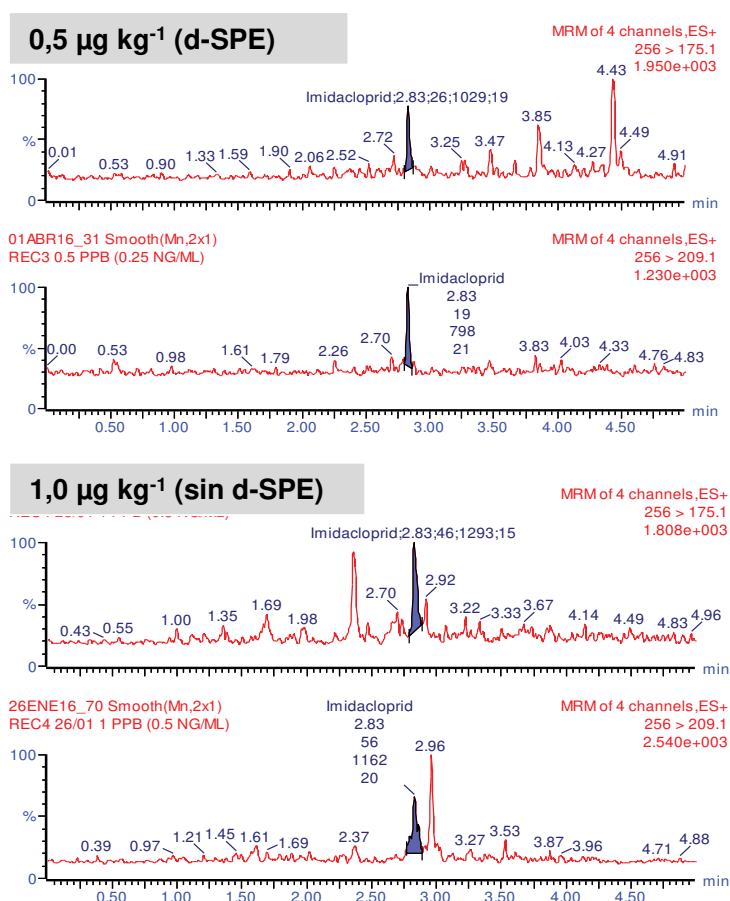 0,5 µg kg-1 (d-SPE)
MRM of 4 channels,ES+
256 > 175.1
1.950e+003
100
%
0
Imidacloprid;2.83;26;1029;19
0.01
0.53
0.90
1.33
1.59
1.90
2.06
2.52
2.72
3.25
3.47
3.85
4.13
4.27
4.43
4.49
4.91
min
01ABR16_31 Smooth(Mn,2x1)
REC3 0.5 PPB (0.25 NG/ML)
MRM of 4 channels,ES+
256 > 209.1
1.230e+003
100
%
0
Imidacloprid
2.83
19
798
21
0.00
0.53
0.98
1.61
1.79
2.26
2.70
3.83
4.03
4.33
4.76
4.83
min
0.50 1.00 1.50 2.00 2.50 3.00 3.50 4.00 4.50
1,0 µg kg-1 (sin d-SPE)
MRM of 4 channels,ES+
256 > 175.1
1.808e+003
100
%
0
Imidacloprid;2.83;46;1293;15
0.43
0.55
1.00
1.35
1.69
1.98
2.70
2.92
3.22
3.33
3.67
4.14
4.49
4.83
4.96
min
26ENE16_70 Smooth(Mn,2x1)
REC4 26/01 1 PPB (0.5 NG/ML)
MRM of 4 channels,ES+
256 > 209.1
2.540e+003
100
%
0
Imidacloprid
2.83
56
1162
20
0.39
0.97
1.21
1.45
1.61
1.69
2.37
2.96
3.27
3.53
3.87
3.96
4.71
4.88
min
0.50 1.00 1.50 2.00 2.50 3.00 3.50 4.00 4.50